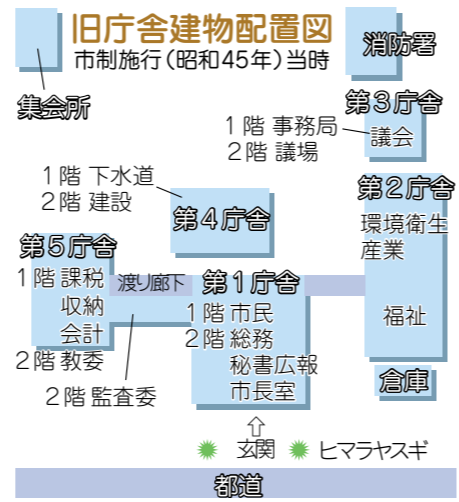 旧庁舎建物配置図
市制施行(昭和45年)当時
集会所
消防署
第3庁舎
1階 事務局
2階 議場
議会
1階 下水道
2階 建設
第4庁舎
第2庁舎
環境衛生
産業
福祉
第5庁舎
1階 課税
収納
会計
2階 教委
渡り廊下
2階 監査委
第1庁舎
1階 市民
2階 総務
秘書広報
市長室
倉庫
⇧
玄関
ヒマラヤスギ
都道